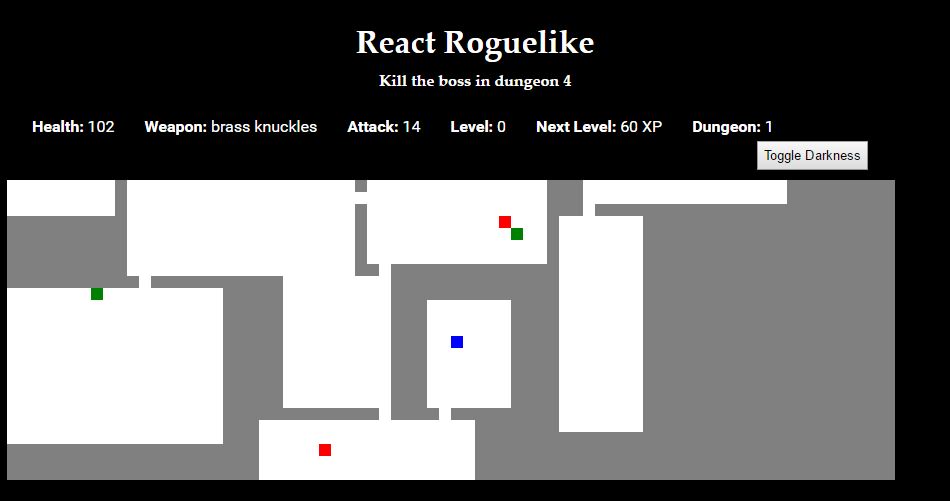 React Roguelike
Kill the boss in dungeon 4
Health: 102 Weapon: brass knuckles Attack: 14 Level: 0 Next Level: 60 XP Dungeon: 1
Toggle Darkness